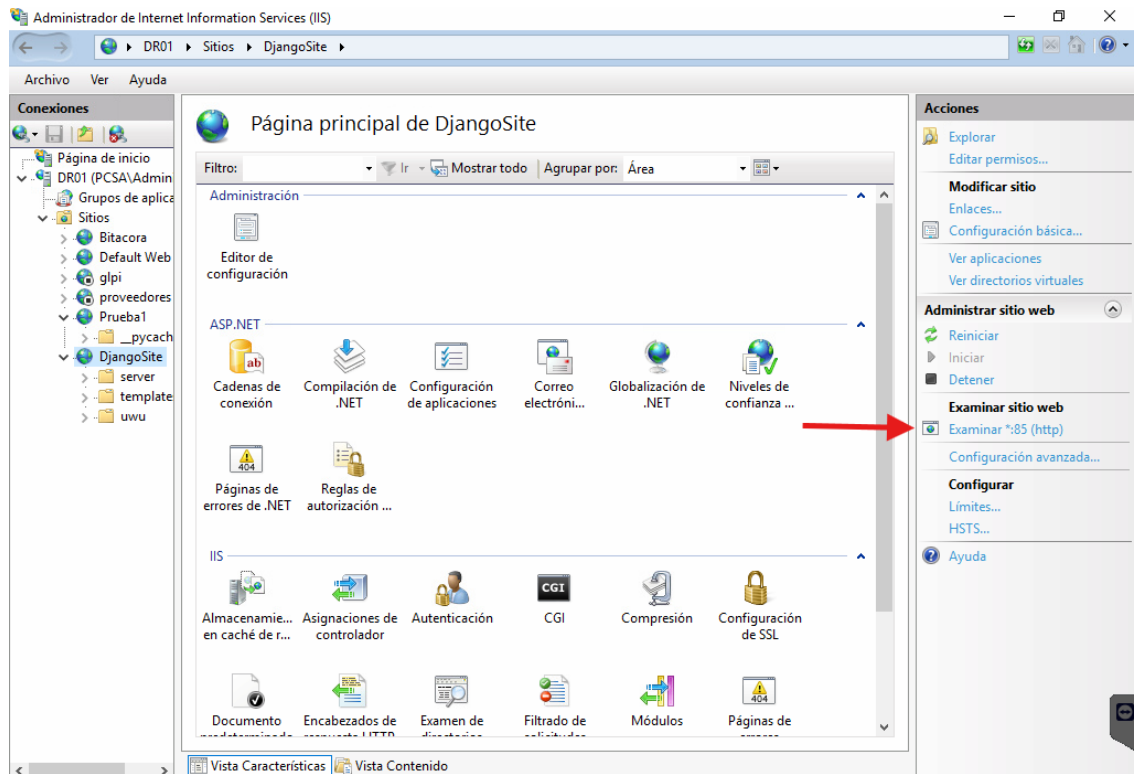 Administrador de Internet Information Services (IIS)
DR01 Sitios DjangoSite
Archivo Ver Ayuda
Conexiones
Página de inicio
DR01 (PCSA\Admin
Grupos de aplica
Sitios
Bitacora
Default Web
glpi
proveedores
Prueba1
__pycach
DjangoSite
server
template
uwu
Página principal de DjangoSite
Filtro: Ir Mostrar todo Agrupar por: Área
Administración
Editor de
configuración
ASP.NET
Cadenas de
conexión
Compilación de
.NET
Configuración
de aplicaciones
Correo
electróni...
Globalización de
.NET
Niveles de
confianza ...
Páginas de
errores de .NET
Reglas de
autorización ...
IIS
Almacenamie...
en caché de r...
Asignaciones de
controlador
Autenticación
CGI
Compresión
Configuración
de SSL
Documento
predeterminado
Encabezados de
respuesta HTTP
Examen de
directorios
Filtrado de
solicitudes
Módulos
Páginas de
errores
Vista Características Vista Contenido
Acciones
Explorar
Editar permisos...
Modificar sitio
Enlaces...
Configuración básica...
Ver aplicaciones
Ver directorios virtuales
Administrar sitio web
Reiniciar
Iniciar
Detener
Examinar sitio web
Examinar *:85 (http)
Configuración avanzada...
Configurar
Límites...
HSTS...
Ayuda